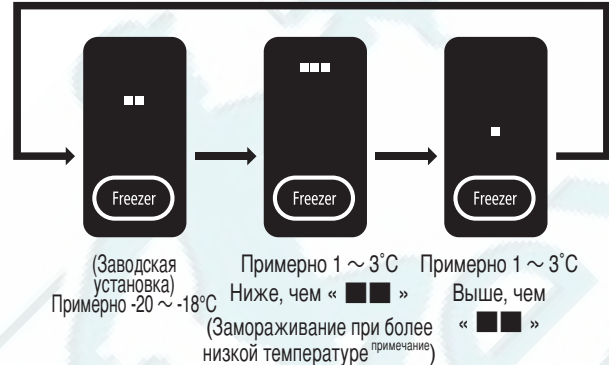 Freezer
Freezer
Freezer
(Заводская
установка)
Примерно -20 ～ -18°C
Примерно 1 ～ 3˚C
Ниже, чем « ■■ »
(Замораживание при более
низкой температуре примечание)
Примерно 1 ～ 3˚C
Выше, чем
« ■■ »